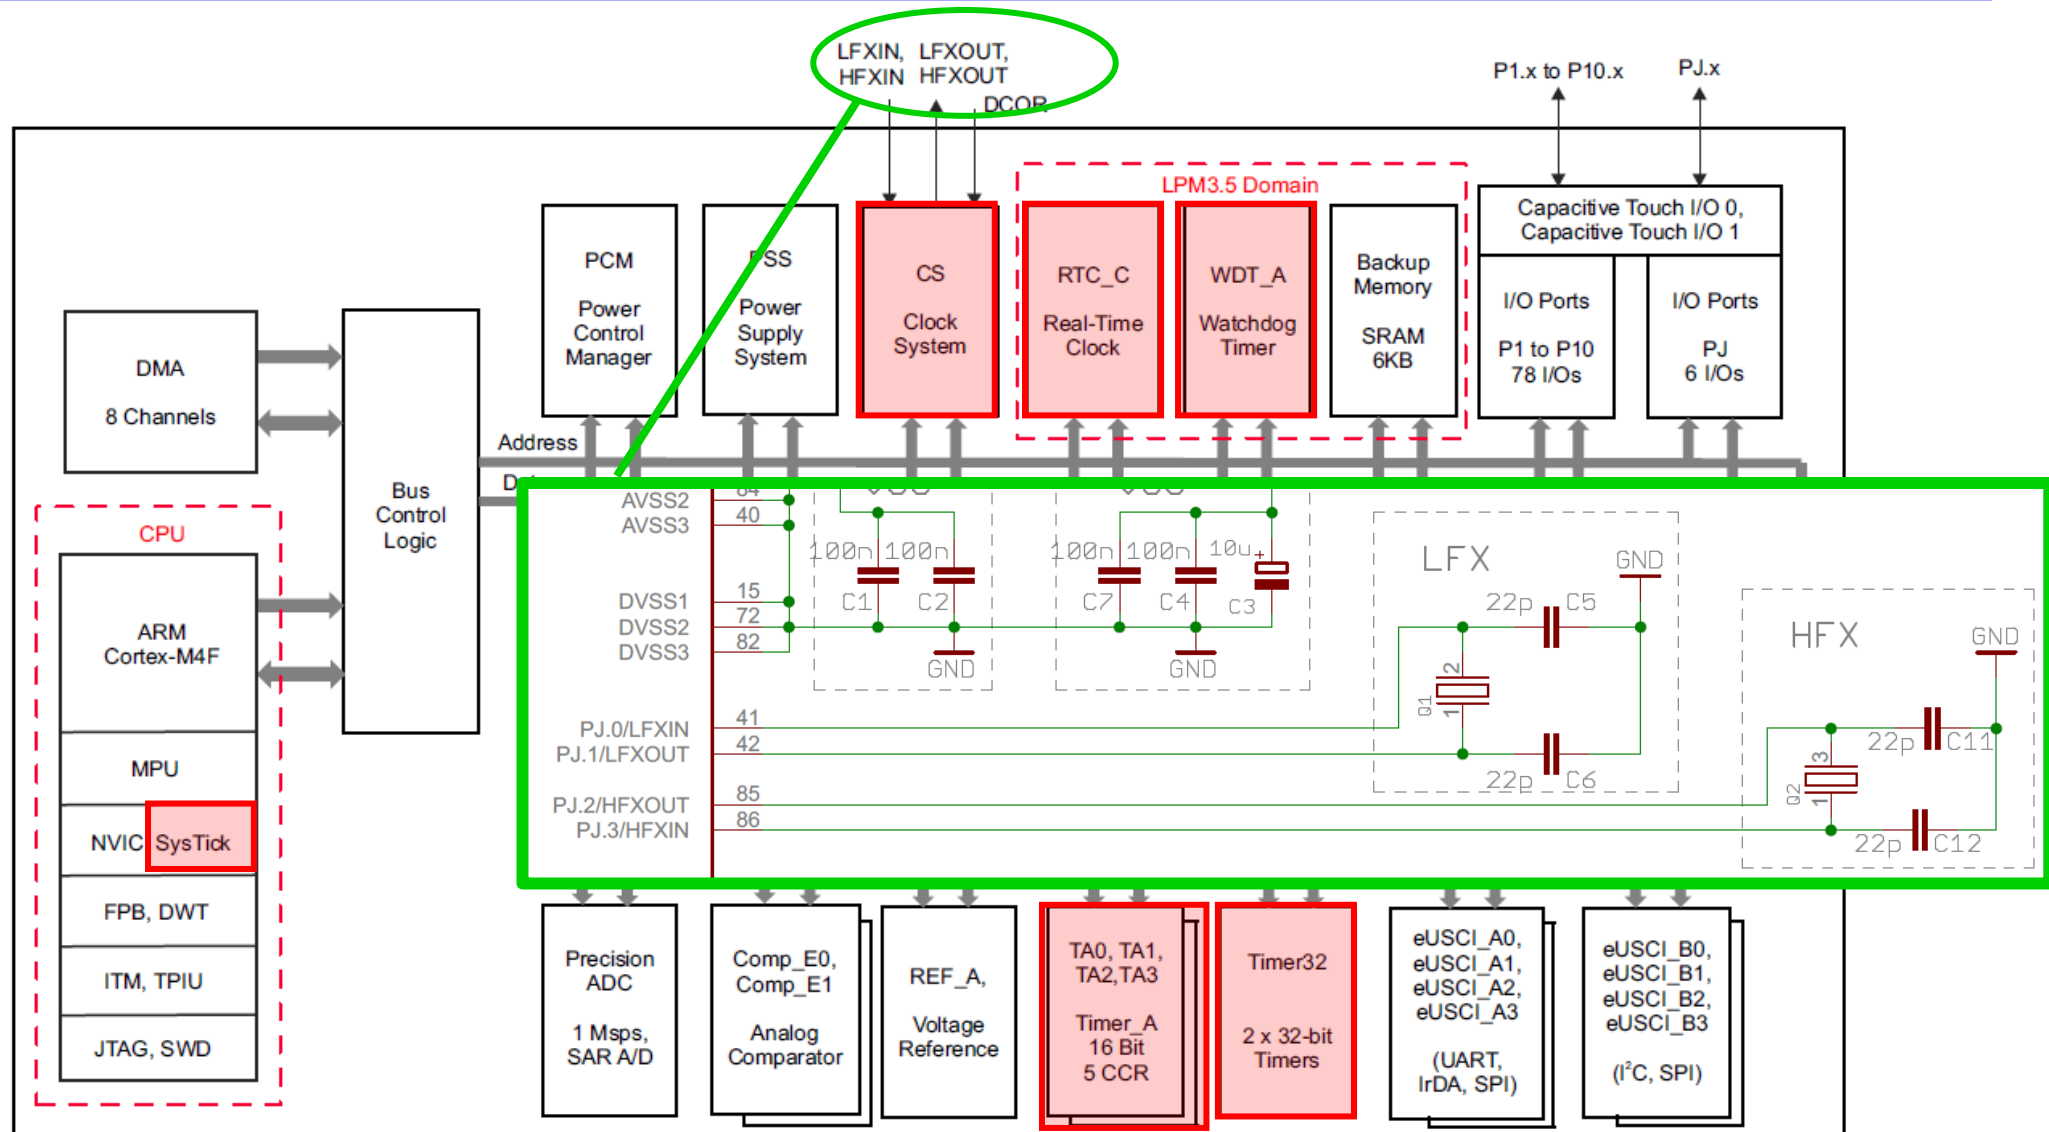 LFXIN, LFXOUT,
HFXIN HFXOUT
DCOR
P1.x to P10.x
PJ.x
LPM3.5 Domain
PCM
Power
Control
Manager
Power
Supply
System
CS
Clock
System
RTC_C
Real-Time
Clock
WDT_A
Watchdog
Timer
Backup
Memory
SRAM
6KB
Capacitive Touch I/O 0,
Capacitive Touch I/O 1
I/O Ports
P1 to P10
78 I/Os
I/O Ports
PJ
6 I/Os
DMA
8 Channels
Bus
Control
Logic
Address
CPU
ARM
Cortex-M4F
MPU
NVIC, SysTick
FPB, DWT
ITM, TPIU
JTAG, SWD
AVSS2
AVSS3 40
DVSS1 15
DVSS2 72
DVSS3 82
PJ.0/LFXIN 41
PJ.1/LFXOUT 42
PJ.2/HFXOUT 85
PJ.3/HFXIN 86
100n 100n
C1 C2
GND
100n 100n 10u+
C7 C4 C3
GND
LFX
GND
22p C5
Q1
2
1
22p C6
HFX
GND
22p C11
Q2
3
1
22p C12
Precision
ADC
1 Msps,
SAR A/D
Comp_E0,
Comp_E1
Analog
Comparator
REF_A,
Voltage
Reference
TA0, TA1,
TA2,TA3
Timer_A
16 Bit
5 CCR
Timer32
2 x 32-bit
Timers
eUSCI_A0,
eUSCI_A1,
eUSCI_A2,
eUSCI_A3
(UART,
IrDA, SPI)
eUSCI_B0,
eUSCI_B1,
eUSCI_B2,
eUSCI_B3
(I²C, SPI)